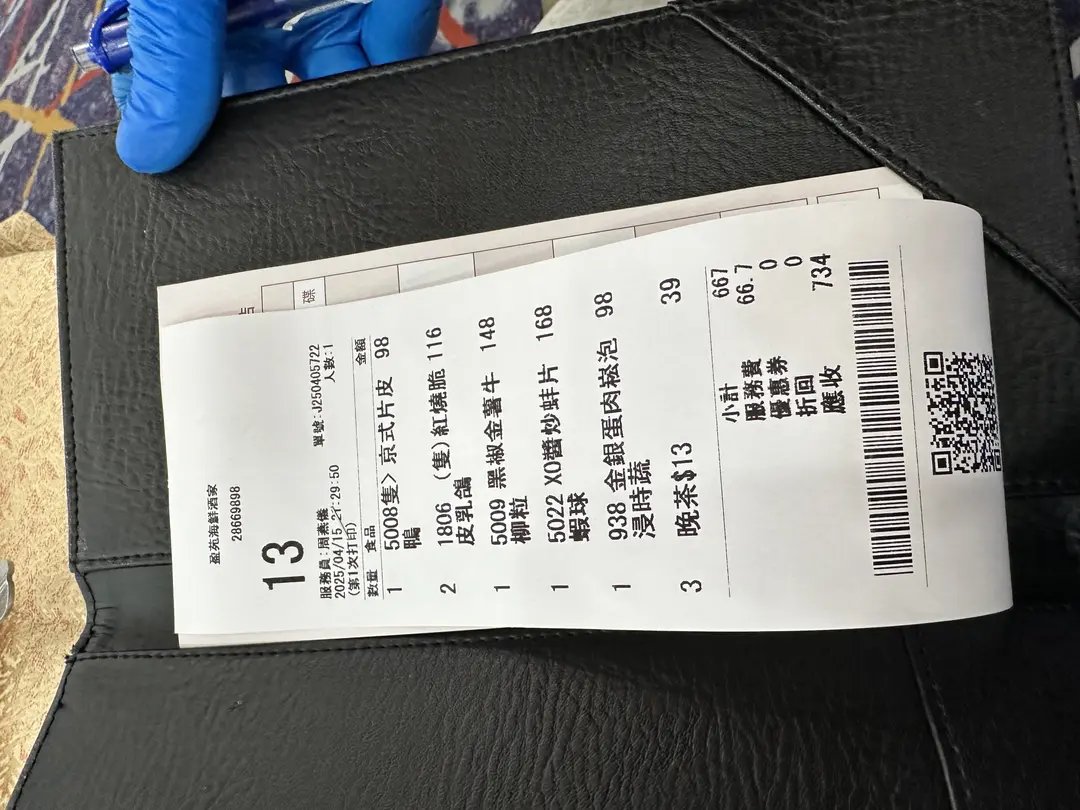 盈苑海鮮酒家
28669898
13
服務員:周燕儀 單號:J250405722
2025/04/15 21:29:50 人數:1
(第1次打印)
數量 食品 金額
1 5008隻> 京式片皮鴨 98
2 1806 (隻)紅燒脆皮乳鴿 116
1 5009 黑椒金薯牛柳粒 148
1 5022 XO醬炒蚌片蝦球 168
1 938 金銀蛋肉崧泡浸時蔬 98
3 晚茶$13 39
小計 667
服務費 66.7
優惠券 0
折回 0
應收 734
碟